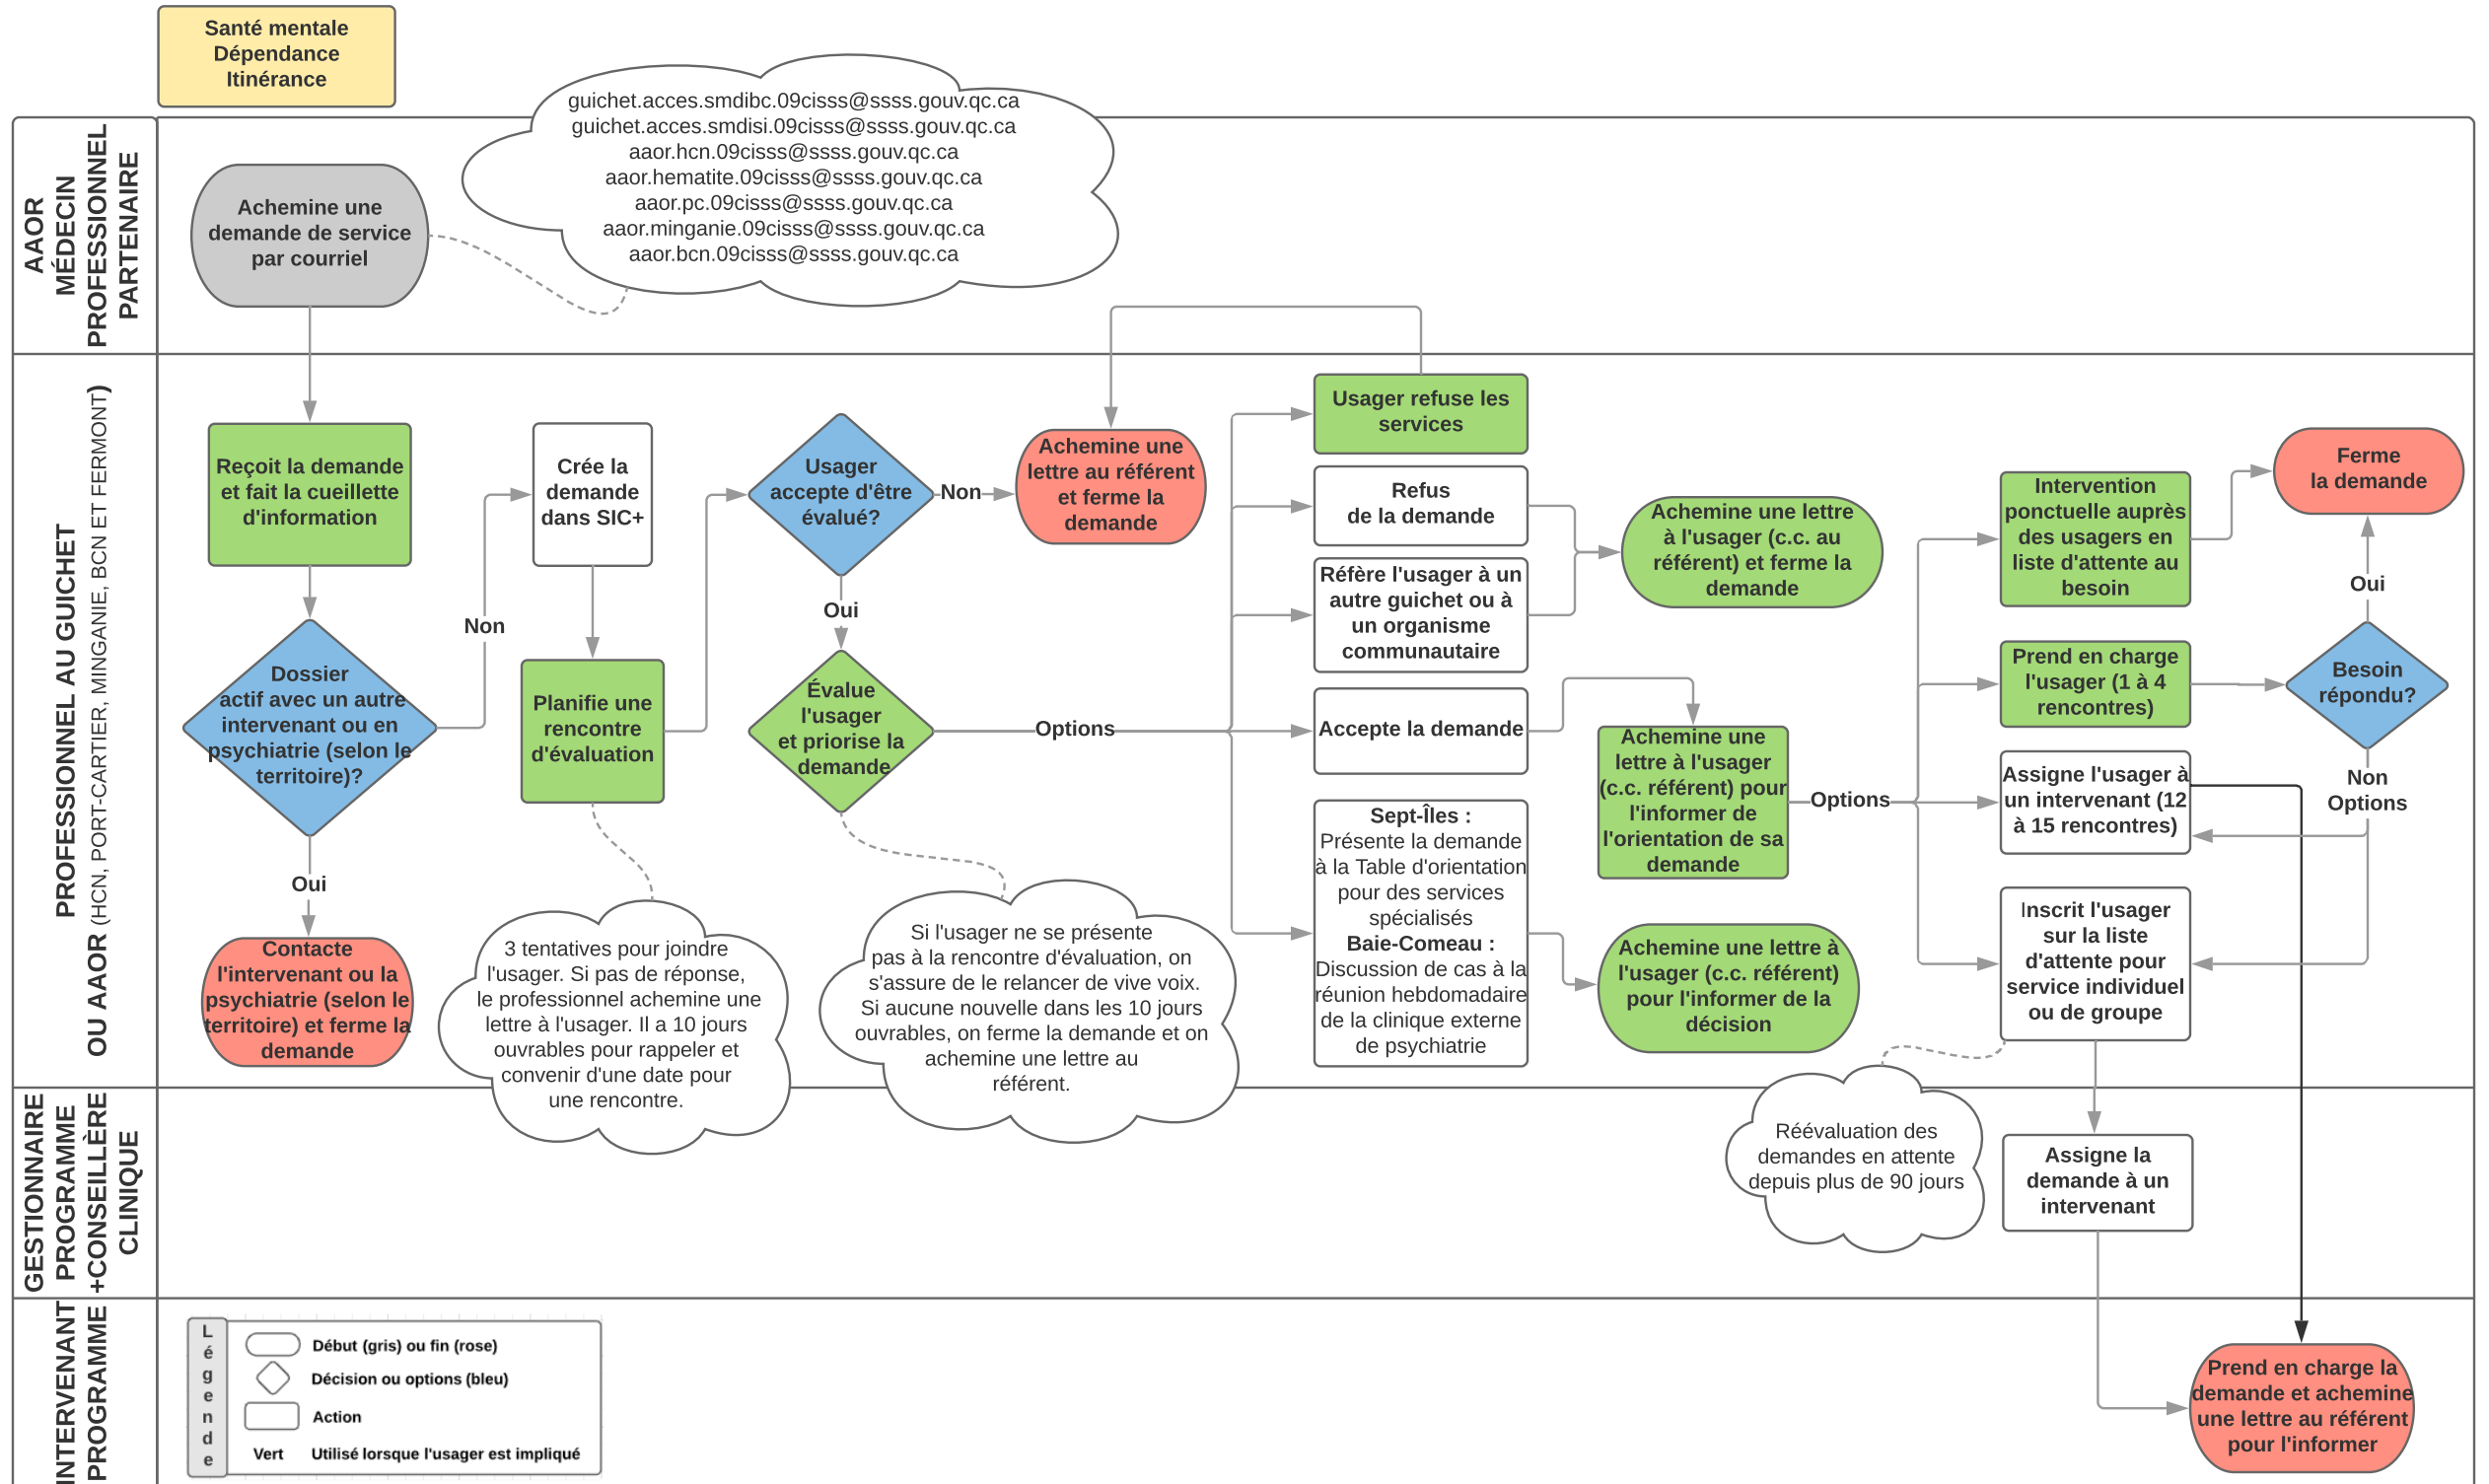 Santé mentale
Dépendance
Itinérance
AAOR
MÉDECIN
PROFESSIONNEL
PARTENAIRE
Achemine une
demande de service
par courriel
guichet.acces.smdibc.09cisss@ssss.gouv.qc.ca
guichet.acces.smdisi.09cisss@ssss.gouv.qc.ca
aaor.hcn.09cisss@ssss.gouv.qc.ca
aaor.hematite.09cisss@ssss.gouv.qc.ca
aaor.pc.09cisss@ssss.gouv.qc.ca
aaor.minganie.09cisss@ssss.gouv.qc.ca
aaor.bcn.09cisss@ssss.gouv.qc.ca
PROFESSIONNEL AU GUICHET
OU AAOR (HCN, PORT-CARTIER, MINGANIE, BCN ET FERMONT)
Reçoit la demande
et fait la cueillette
d'information
Dossier
actif avec un autre
intervenant ou en
psychiatrie (selon le
territoire)?
Oui
Contacte
l'intervenant ou la
psychiatrie (selon le
territoire) et ferme la
demande
Non
Crée la
demande
dans SIC+
Planifie une
rencontre
d'évaluation
3 tentatives pour joindre
l'usager. Si pas de réponse,
le professionnel achemine une
lettre à l'usager. Il a 10 jours
ouvrables pour rappeler et
convenir d'une date pour
une rencontre.
Usager
accepte d'être
évalué?
Non
Achemine une
lettre au référent
et ferme la
demande
Oui
Évalue
l'usager
et priorise la
demande
Si l'usager ne se présente
pas à la rencontre d'évaluation, on
s'assure de le relancer de vive voix.
Si aucune nouvelle dans les 10 jours
ouvrables, on ferme la demande et on
achemine une lettre au
référent.
Options
Usager refuse les
services
Refus
de la demande
Réfère l'usager à un
autre guichet ou à
un organisme
communautaire
Accepte la demande
Sept-Îles :
Présente la demande
à la Table d'orientation
pour des services
spécialisés
Baie-Comeau :
Discussion de cas à la
réunion hebdomadaire
de la clinique externe
de psychiatrie
Achemine une lettre
à l'usager (c.c. au
référent) et ferme la
demande
Achemine une
lettre à l'usager
(c.c. référent) pour
l'informer de
l'orientation de sa
demande
Achemine une lettre à
l'usager (c.c. référent)
pour l'informer de la
décision
Options
Intervention
ponctuelle auprès
des usagers en
liste d'attente au
besoin
Prend en charge
l'usager (1 à 4
rencontres)
Assigne l'usager à
un intervenant (12
à 15 rencontres)
Inscrit l'usager
sur la liste
d'attente pour
service individuel
ou de groupe
Ferme
la demande
Oui
Besoin
répondu?
Non
Options
GESTIONNAIRE
PROGRAMME
+CONSEILLÈRE
CLINIQUE
Réévaluation des
demandes en attente
depuis plus de 90 jours
Assigne la
demande à un
intervenant
INTERVENANT
PROGRAMME
Légende
Début (gris) ou fin (rose)
Décision ou options (bleu)
Action
Vert Utilisé lorsque l'usager est impliqué
Prend en charge la
demande et achemine
une lettre au référent
pour l'informer